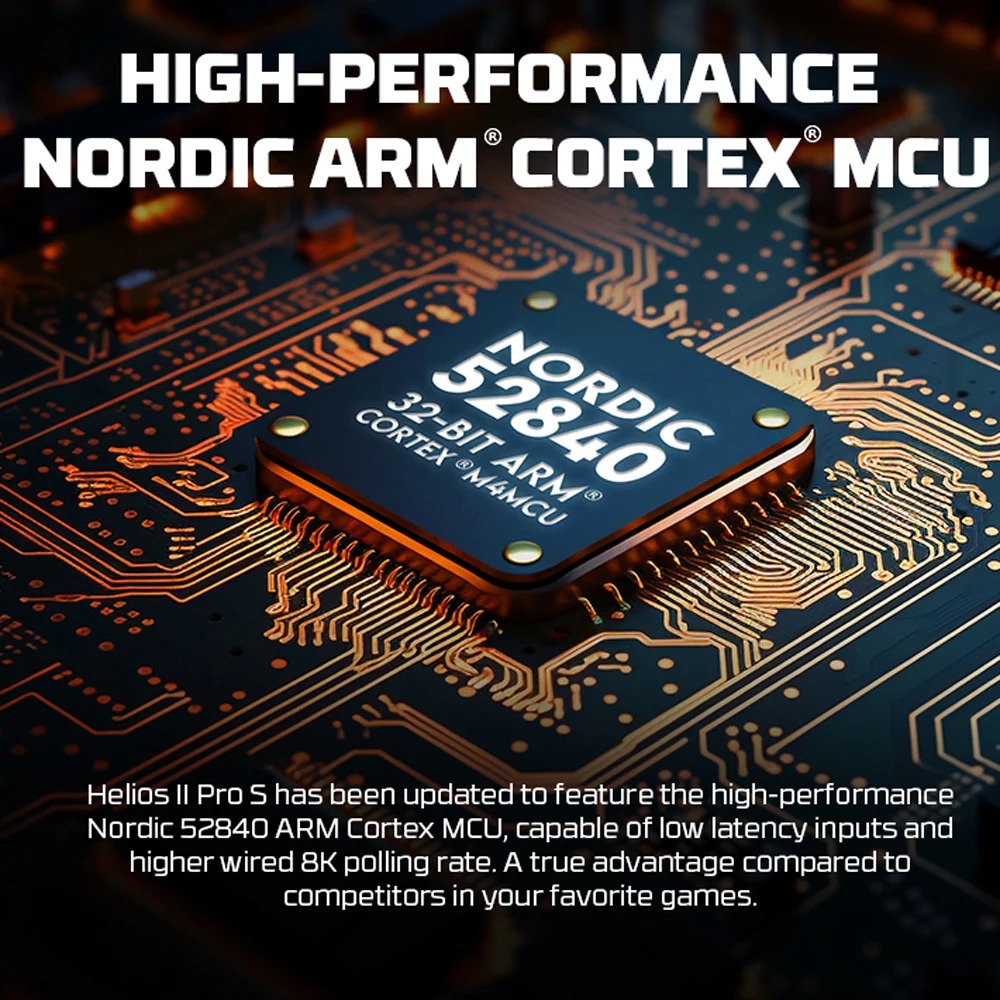 HIGH-PERFORMANCE
NORDIC ARM® CORTEX® MCU
NORDIC
52840
32-BIT ARM®
CORTEX ®M4MCU
Helios II Pro S has been updated to feature the high-performance
Nordic 52840 ARM Cortex MCU, capable of low latency inputs and
higher wired 8K polling rate. A true advantage compared to
competitors in your favorite games.